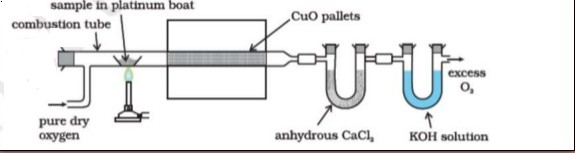 sample in platinum boat
combustion tube
CuO pallets
excess
O₂
pure dry
oxygen
anhydrous CaCl₂
KOH solution